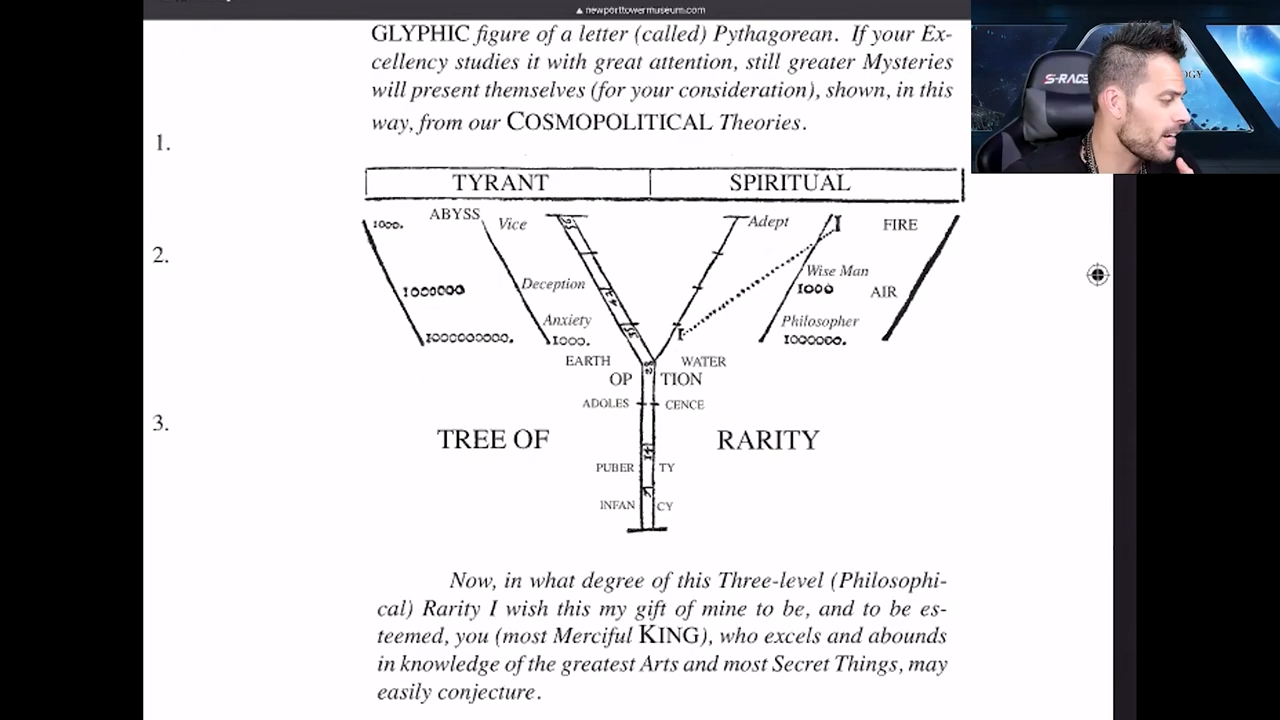 newporttowermuseum.com
GLYPHIC figure of a letter (called) Pythagorean. If your Ex-
cellency studies it with great attention, still greater Mysteries
will present themselves (for your consideration), shown, in this
way, from our COSMOPOLITICAL Theories.
1.
TYRANT SPIRITUAL
1000. ABYSS Vice Adept I FIRE
2.
Wise Man
1000000 Deception 1000 AIR
Anxiety I Philosopher
1000000000. 1000. 1000000.
EARTH WATER
OP TION
ADOLES CENCE
3.
TREE OF RARITY
PUBER TY
INFAN CY
Now, in what degree of this Three-level (Philosophi-
cal) Rarity I wish this my gift of mine to be, and to be es-
teemed, you (most Merciful KING), who excels and abounds
in knowledge of the greatest Arts and most Secret Things, may
easily conjecture.
S-RACE
OGY